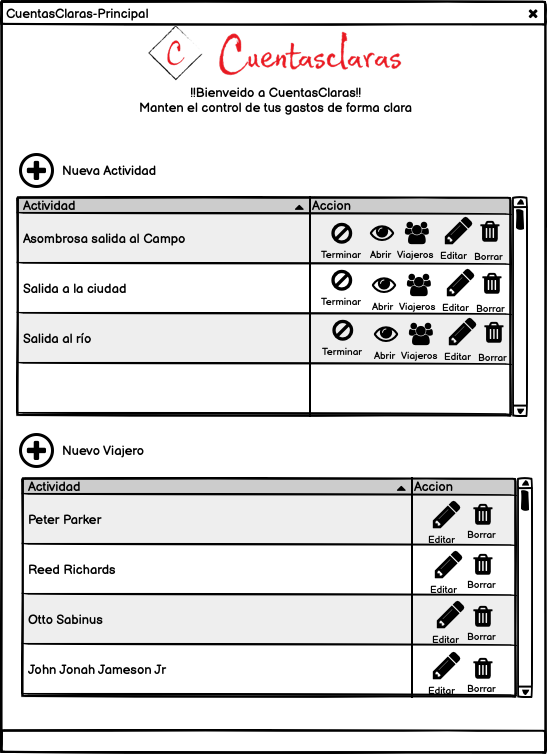 CuentasClaras-Principal
C Cuentasclaras
!!Bienveido a CuentasClaras!!
Manten el control de tus gastos de forma clara
Nueva Actividad
Actividad Accion
Asombrosa salida al Campo
Terminar Abrir Viajeros Editar Borrar
Salida a la ciudad
Terminar Abrir Viajeros Editar Borrar
Salida al río
Terminar Abrir Viajeros Editar Borrar
Nuevo Viajero
Actividad Accion
Peter Parker
Editar Borrar
Reed Richards
Editar Borrar
Otto Sabinus
Editar Borrar
John Jonah Jameson Jr
Editar Borrar